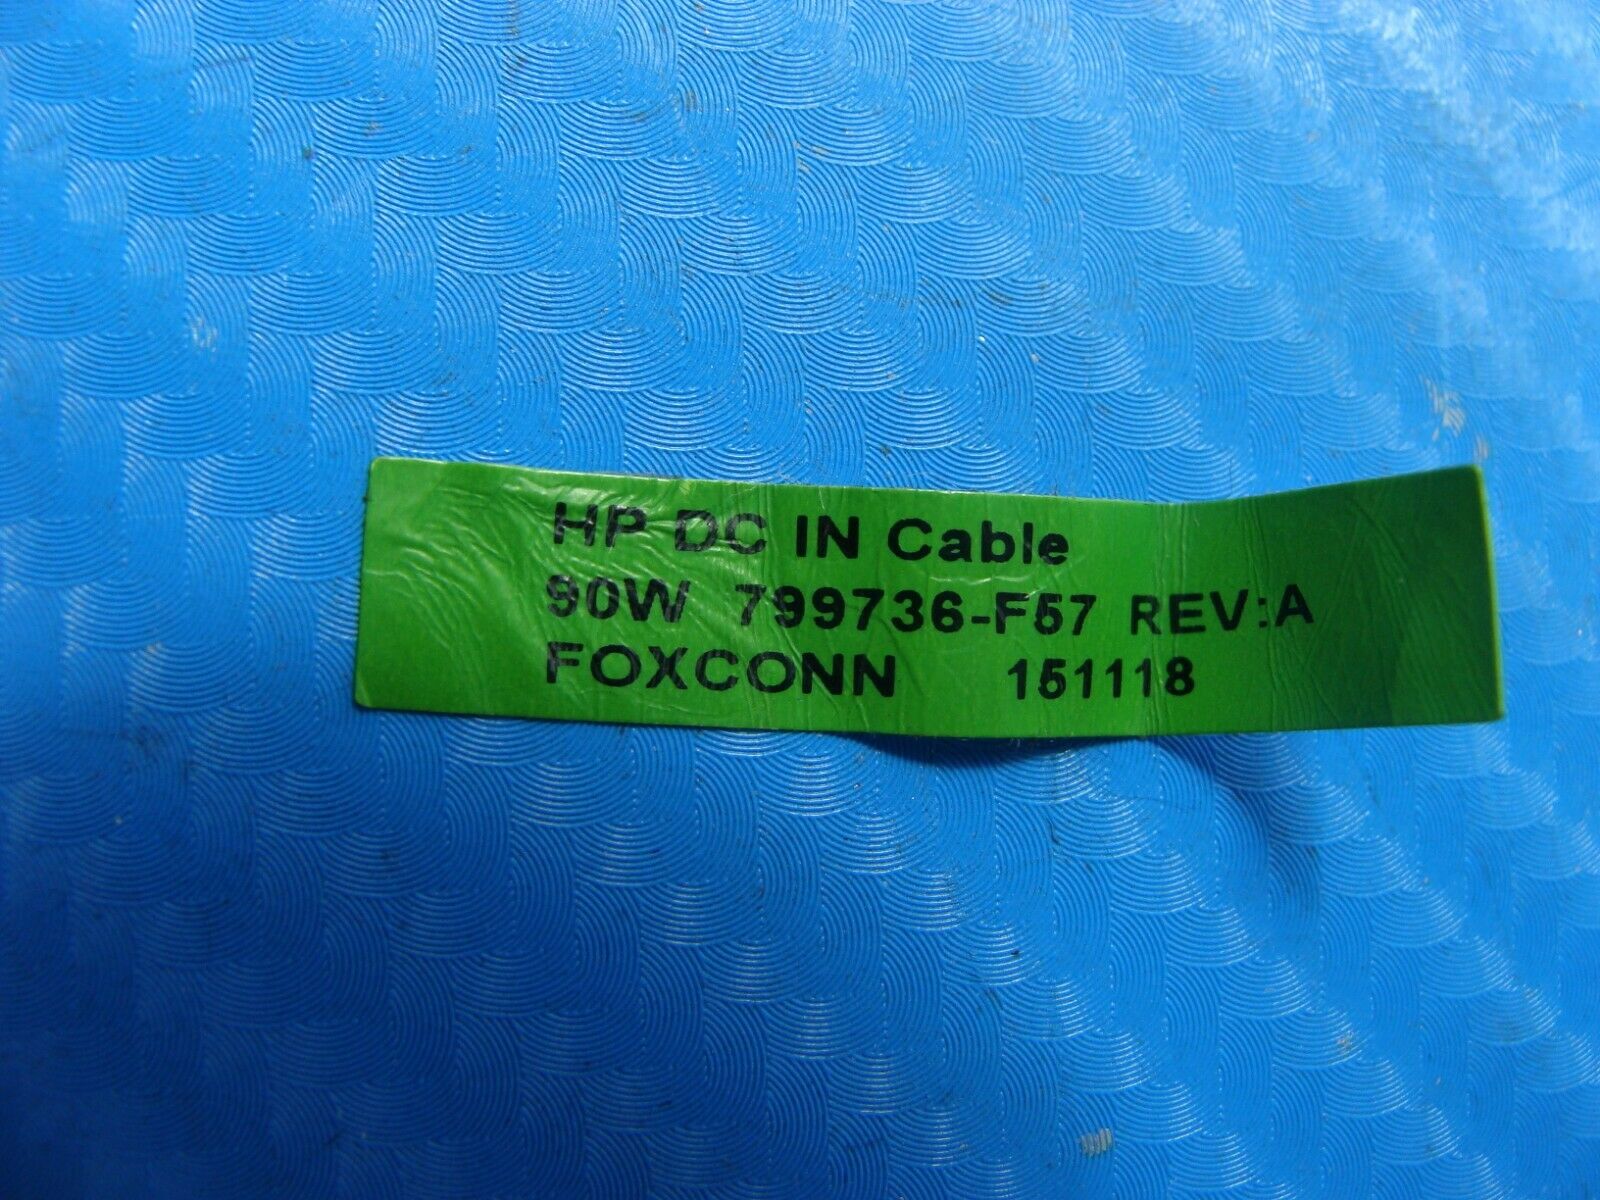 HP DC IN Cable
90W 799736-F57 REV:A
FOXCONN 151118